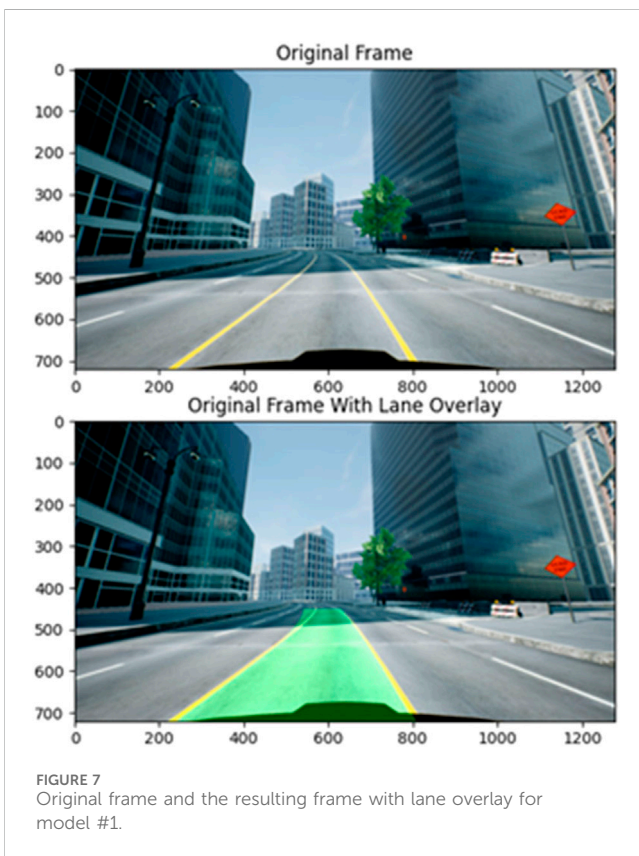 Original Frame
0
100
200
300
400
500
600
700
0 200 400 600 800 1000 1200
Original Frame With Lane Overlay
0
100
200
300
400
500
600
700
0 200 400 600 800 1000 1200
FIGURE 7
Original frame and the resulting frame with lane overlay for
model #1.